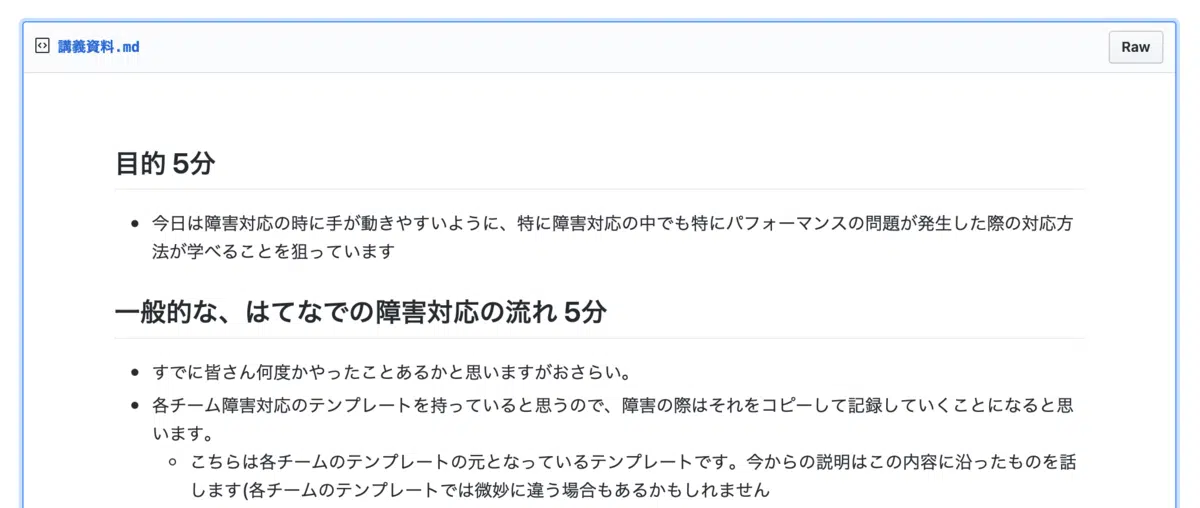 講義資料.md
Raw
目的 5分
今日は障害対応の時に手が動きやすいように、特に障害対応の中でも特にパフォーマンスの問題が発生した際の対応方
法が学べることを狙っています
一般的な、はてなでの障害対応の流れ 5分
すでに皆さん何度かやったことあるかと思いますがおさらい。
各チーム障害対応のテンプレートを持っていると思うので、障害の際はそれをコピーして記録していくことになると思
います。
こちらは各チームのテンプレートの元となっているテンプレートです。今からの説明はこの内容に沿ったものを話
します(各チームのテンプレートでは微妙に違う場合もあるかもしれません